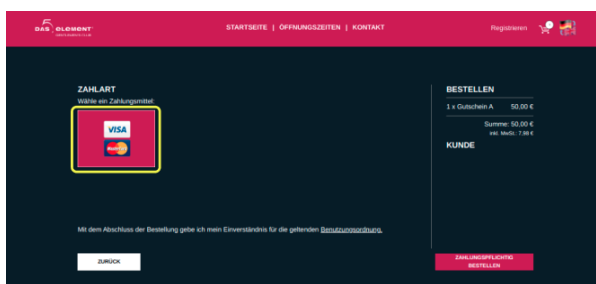 DAS 5 ELEMENT
STARTSEITE | ÖFFNUNGSZEITEN | KONTAKT
Registrieren
ZAHLART
Wähle ein Zahlungsmittel:
VISA
MasterCard
BESTELLEN
1 x Gutschein A 50,00 €
Summe: 50,00 €
inkl. MwSt.: 7,98 €
KUNDE
Mit dem Abschluss der Bestellung gebe ich mein Einverständnis für die geltenden Benutzungsordnung.
ZURÜCK
ZAHLUNGSPFLICHTIG
BESTELLEN